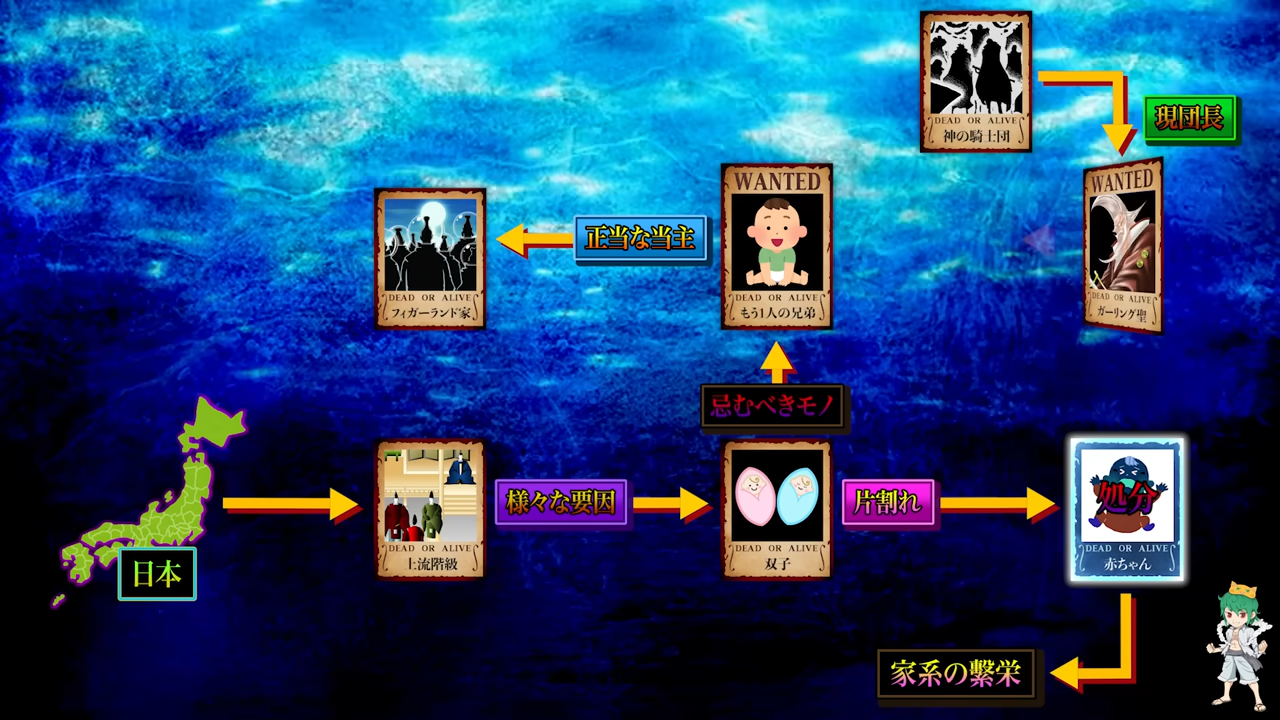 DEAD OR ALIVE
神の騎士団
現団長
WANTED
DEAD OR ALIVE
ガーリング聖
WANTED
DEAD OR ALIVE
もう1人の兄弟
正当な当主
DEAD OR ALIVE
フィガーランド家
忌むべきモノ
日本
DEAD OR ALIVE
上流階級
様々な要因
DEAD OR ALIVE
双子
片割れ
処分
DEAD OR ALIVE
赤ちゃん
家系の繫栄